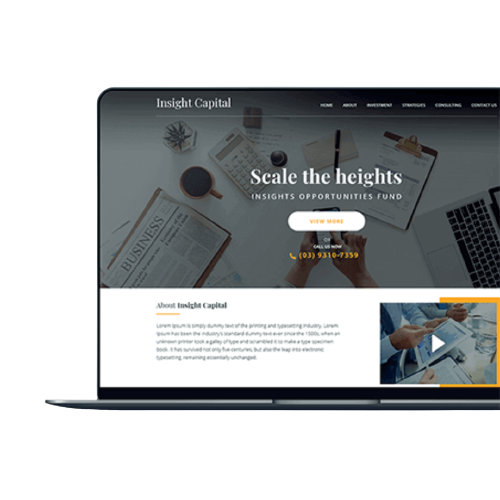 Insight Capital
HOME ABOUT INVESTMENT STRATEGIES CONSULTING CONTACT US
BUSINESS
Scale the heights
INSIGHTS OPPORTUNITIES FUND
VIEW MORE
OR
CALL US NOW
(03) 9310-7359
About Insight Capital
Lorem Ipsum is simply dummy text of the printing and typesetting industry. Lorem
Ipsum has been the industry's standard dummy text ever since the 1500s, when an
unknown printer took a galley of type and scrambled it to make a type specimen
book. It has survived not only five centuries, but also the leap into electronic
typesetting, remaining essentially unchanged.